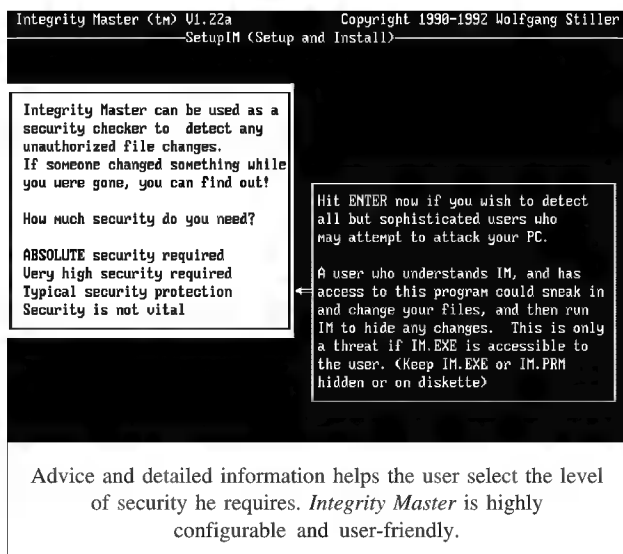 Integrity Master (tm) V1.22a Copyright 1990-1992 Wolfgang Stiller
SetupIM (Setup and Install)
Integrity Master can be used as a
security checker to detect any
unauthorized file changes.
If someone changed something while
you were gone, you can find out!
How much security do you need?
ABSOLUTE security required
Very high security required
Typical security protection
Security is not vital
Hit ENTER now if you wish to detect
all but sophisticated users who
may attempt to attack your PC.
A user who understands IM, and has
access to this program could sneak in
and change your files, and then run
IM to hide any changes. This is only
a threat if IM.EXE is accessible to
the user. (Keep IM.EXE or IM.PRM
hidden or on diskette)
Advice and detailed information helps the user select the level
of security he requires. Integrity Master is highly
configurable and user-friendly.